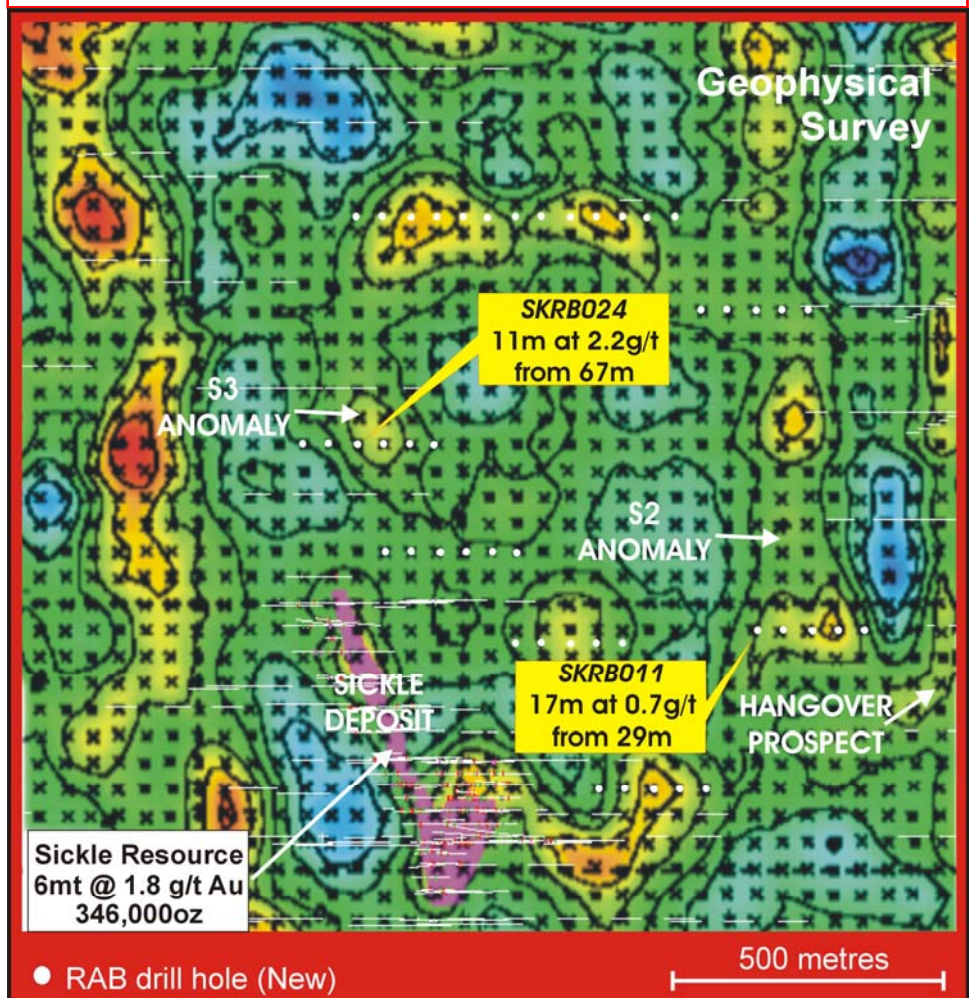 Geophysical
Survey
SKRB024
11m at 2.2g/t
from 67m
S3
ANOMALY
S2
ANOMALY
SKRB011
17m at 0.7g/t
from 29m
SICKLE
DEPOSIT
HANGOVER
PROSPECT
Sickle Resource
6mt @ 1.8 g/t Au
346,000oz
RAB drill hole (New)
500 metres